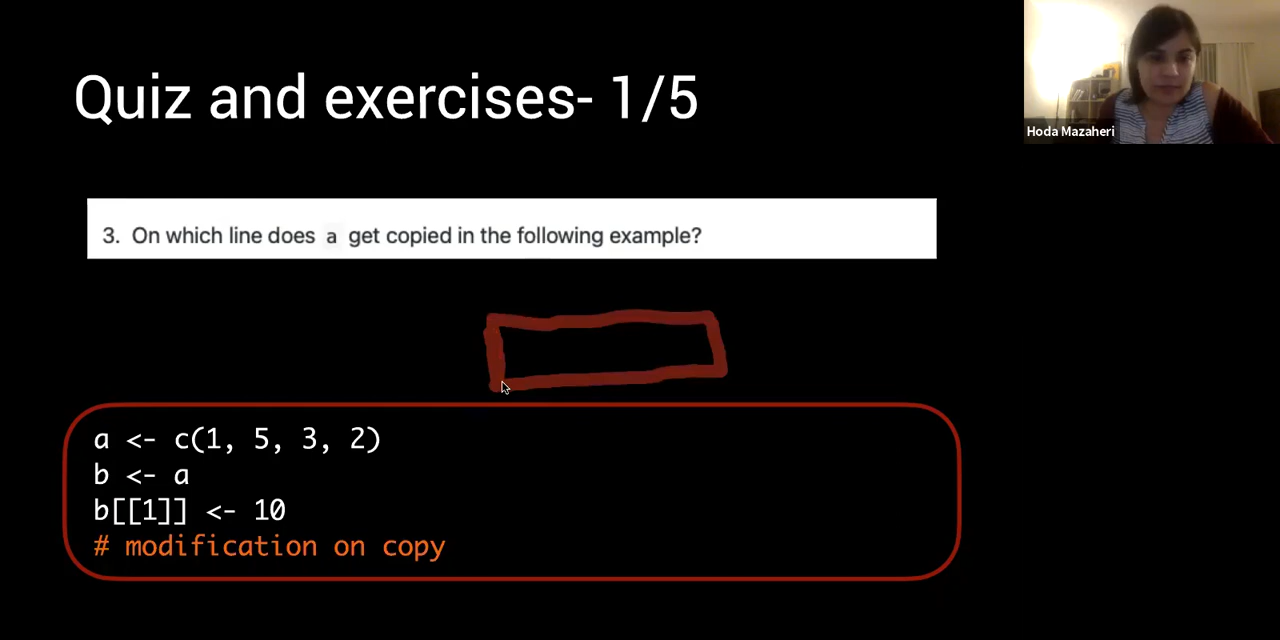 Quiz and exercises- 1/5
Hoda Mazaheri
3. On which line does a get copied in the following example?
a <- c(1, 5, 3, 2)
b <- a
b[[1]] <- 10
# modification on copy